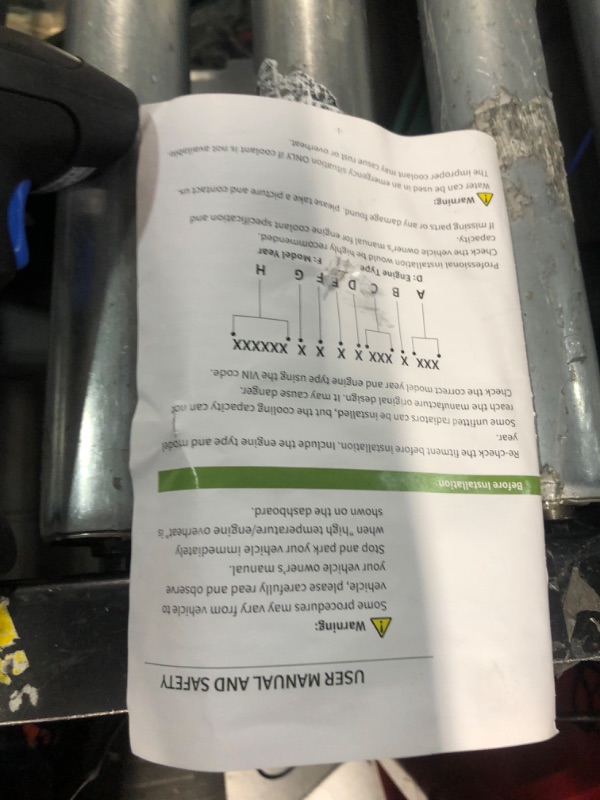 USER MANUAL AND SAFETY
Warning:
Some procedures may vary from vehicle to
vehicle, please carefully read and observe
your vehicle owner's manual.
Stop and park your vehicle immediately
when "high temperature/engine overheat" is
shown on the dashboard.
Before Installation
Re-check the fitment before installation. Include the engine type and model
year.
Some unfitted radiators can be installed, but the cooling capacity can not
reach the manufacture original design. It may cause danger.
Check the correct model year and engine type using the VIN code.
XXX X XXX X X X X XXXXXX
A B C D E F G H
D: Engine Type F: Model Year
Professional installation would be highly recommended.
Check the vehicle owner's manual for engine coolant specification and
capacity.
If missing parts or any damage found, please take a picture and contact us.
Warning:
Water can be used in an emergency situation ONLY if coolant is not available.
The improper coolant may casue rust or overheat.